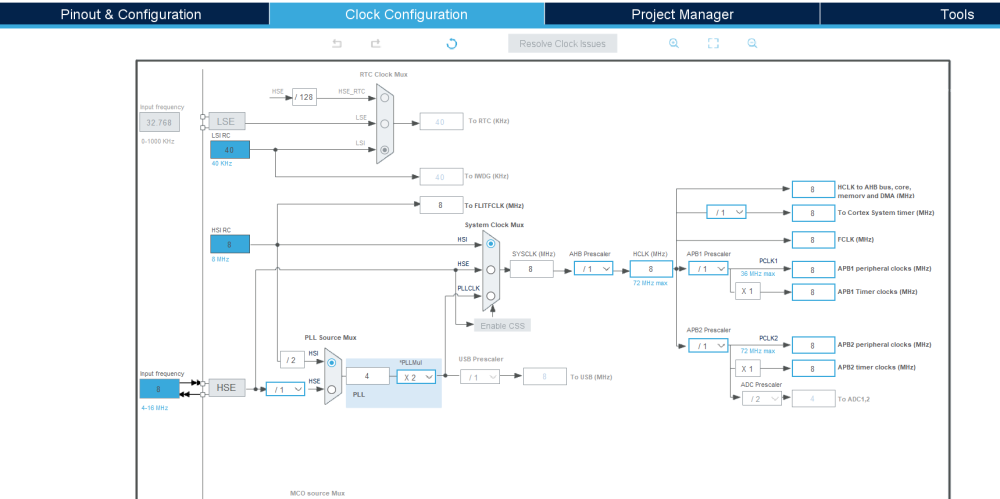 Pinout & Configuration
Clock Configuration
Project Manager
Tools
Resolve Clock Issues
RTC Clock Mux
HSE
/ 128
HSE_RTC
Input frequency
32.768
0-1000 KHz
LSE
LSE
40
To RTC (KHz)
LSI RC
40
40 KHz
LSI
40
To IWDG (KHz)
8
To FLITFCLK (MHz)
8
HCLK to AHB bus, core,
memory and DMA (MHz)
/ 1
8
To Cortex System timer (MHz)
System Clock Mux
HSI RC
8
8 MHz
HSI
8
FCLK (MHz)
SYSCLK (MHz)
AHB Prescaler
HCLK (MHz)
APB1 Prescaler
HSE
8
/ 1
8
72 MHz max
/ 1
PCLK1
36 MHz max
8
APB1 peripheral clocks (MHz)
PLLCLK
X 1
8
APB1 Timer clocks (MHz)
Enable CSS
PLL Source Mux
APB2 Prescaler
/ 1
PCLK2
72 MHz max
8
APB2 peripheral clocks (MHz)
/ 2
HSI
*PLLMul
USB Prescaler
X 1
8
APB2 timer clocks (MHz)
Input frequency
8
4-16 MHz
HSE
/ 1
HSE
4
X 2
PLL
/ 1
8
To USB (MHz)
ADC Prescaler
/ 2
4
To ADC1,2
MCO source Mux